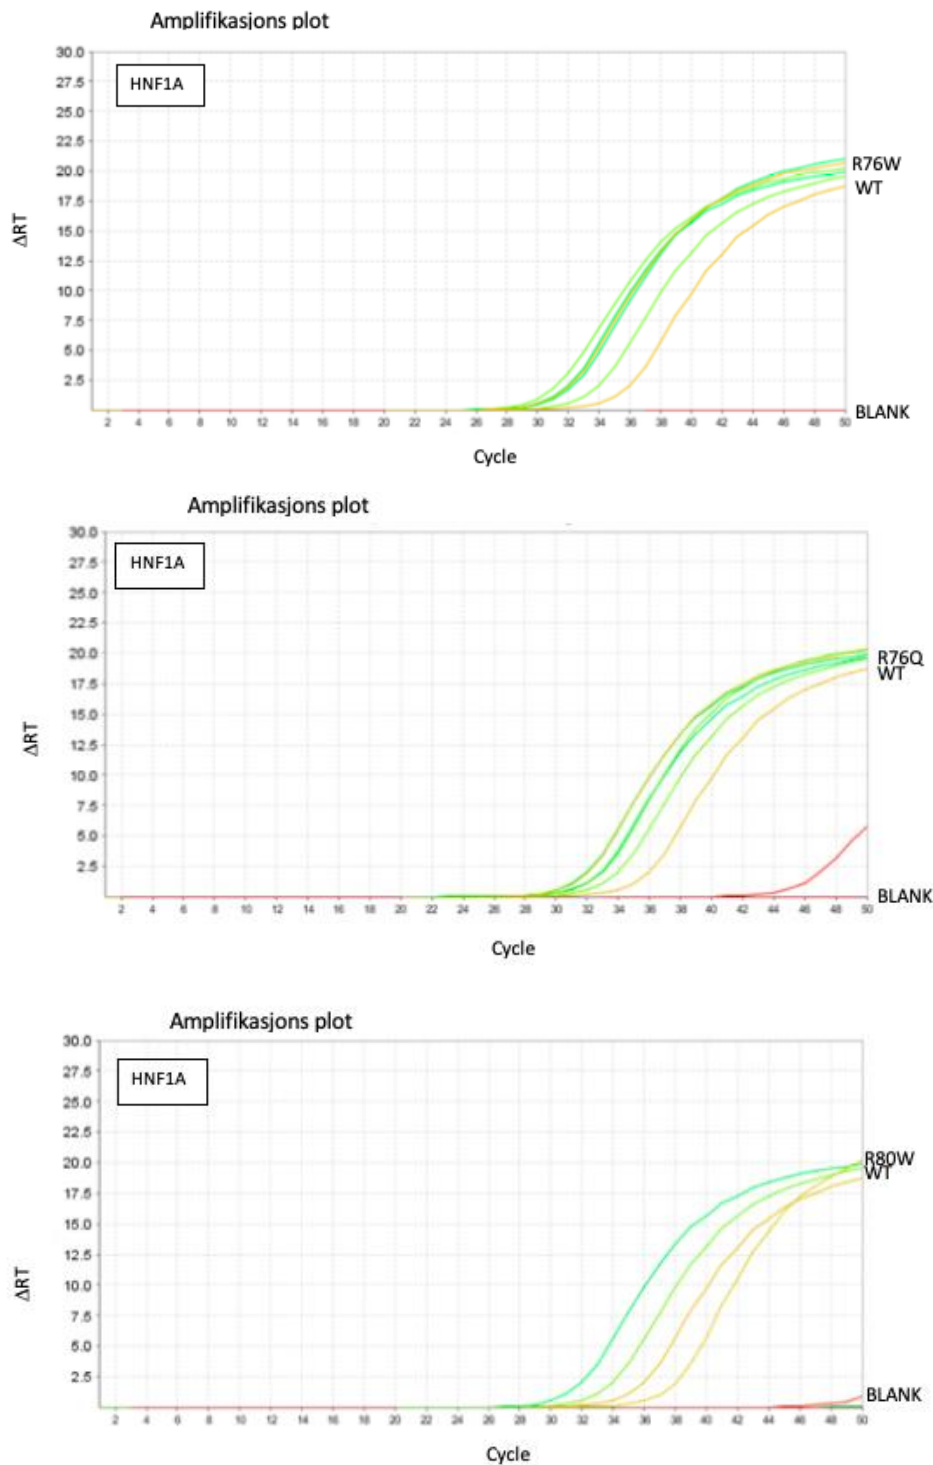 Amplifikasjons plot
30.0
HNF1A
27.5
25.0
22.5
20.0
R76W
WT
17.5
ΔRT
15.0
12.5
10.0
7.5
5.0
2.5
BLANK
2 4 6 8 10 12 14 16 18 20 22 24 26 28 30 32 34 36 38 40 42 44 46 48 50
Cycle
Amplifikasjons plot
30.0
HNF1A
27.5
25.0
22.5
20.0
R76Q
WT
17.5
15.0
ΔRT
12.5
10.0
7.5
5.0
2.5
BLANK
2 4 6 8 10 12 14 16 18 20 22 24 26 28 30 32 34 36 38 40 42 44 46 48 50
Cycle
Amplifikasjons plot
30.0
HNF1A
27.5
25.0
22.5
20.0
R80W
WT
17.5
15.0
12.5
ΔRT
10.0
7.5
5.0
2.5
BLANK
2 4 6 8 10 12 14 16 18 20 22 24 26 28 30 32 34 36 38 40 42 44 46 48 50
Cycle